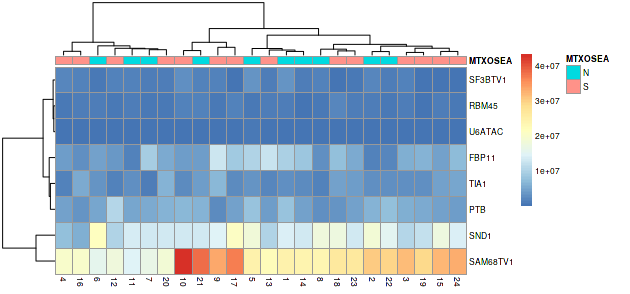 MTXOSEA
SF3BTV1
RBM45
U6ATAC
FBP11
TIA1
PTB
SND1
SAM68TV1
4 16 6 12 11 7 20 10 21 9 17 5 13 1 14 8 18 23 2 22 3 19 15 24
4e+07
3e+07
2e+07
1e+07
MTXOSEA
N
S